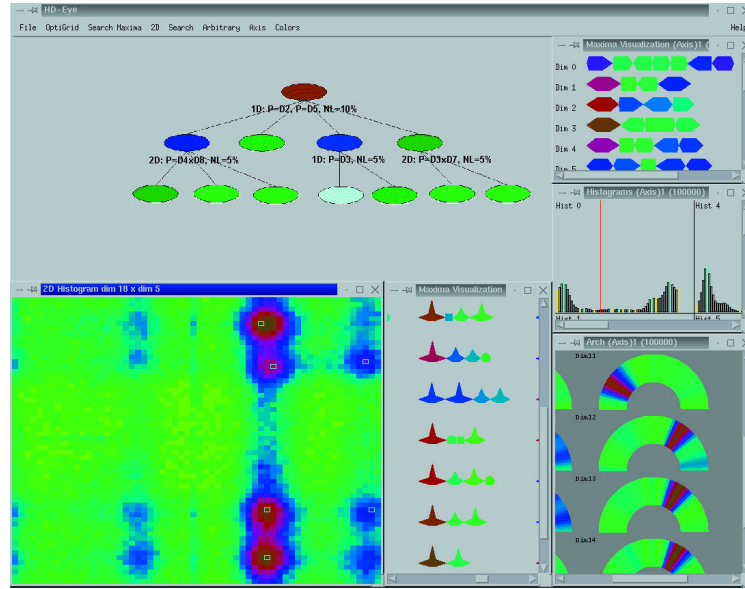 HD-Eye
File OptiGrid Search Maxima 2D Search Arbitrary Axis Colors Help
1D: P=D2, P=D5, NL=10%
2D: P=D4xD8, NL=5% 1D: P=D3, NL=5% 2D: P=D3xD7, NL=5%
Maxima Visualization (Axis)1 (
Dim 0
Dim 1
Dim 2
Dim 3
Dim 4
Dim 5
Histograms (Axis)1 (100000)
Hist 0 Hist 4
Hist 1 Hist 5
2D Histogram dim 18 x dim 5
Maxima Visualization
Arch (Axis)1 (100000)
Dim11
Dim12
Dim13
Dim14